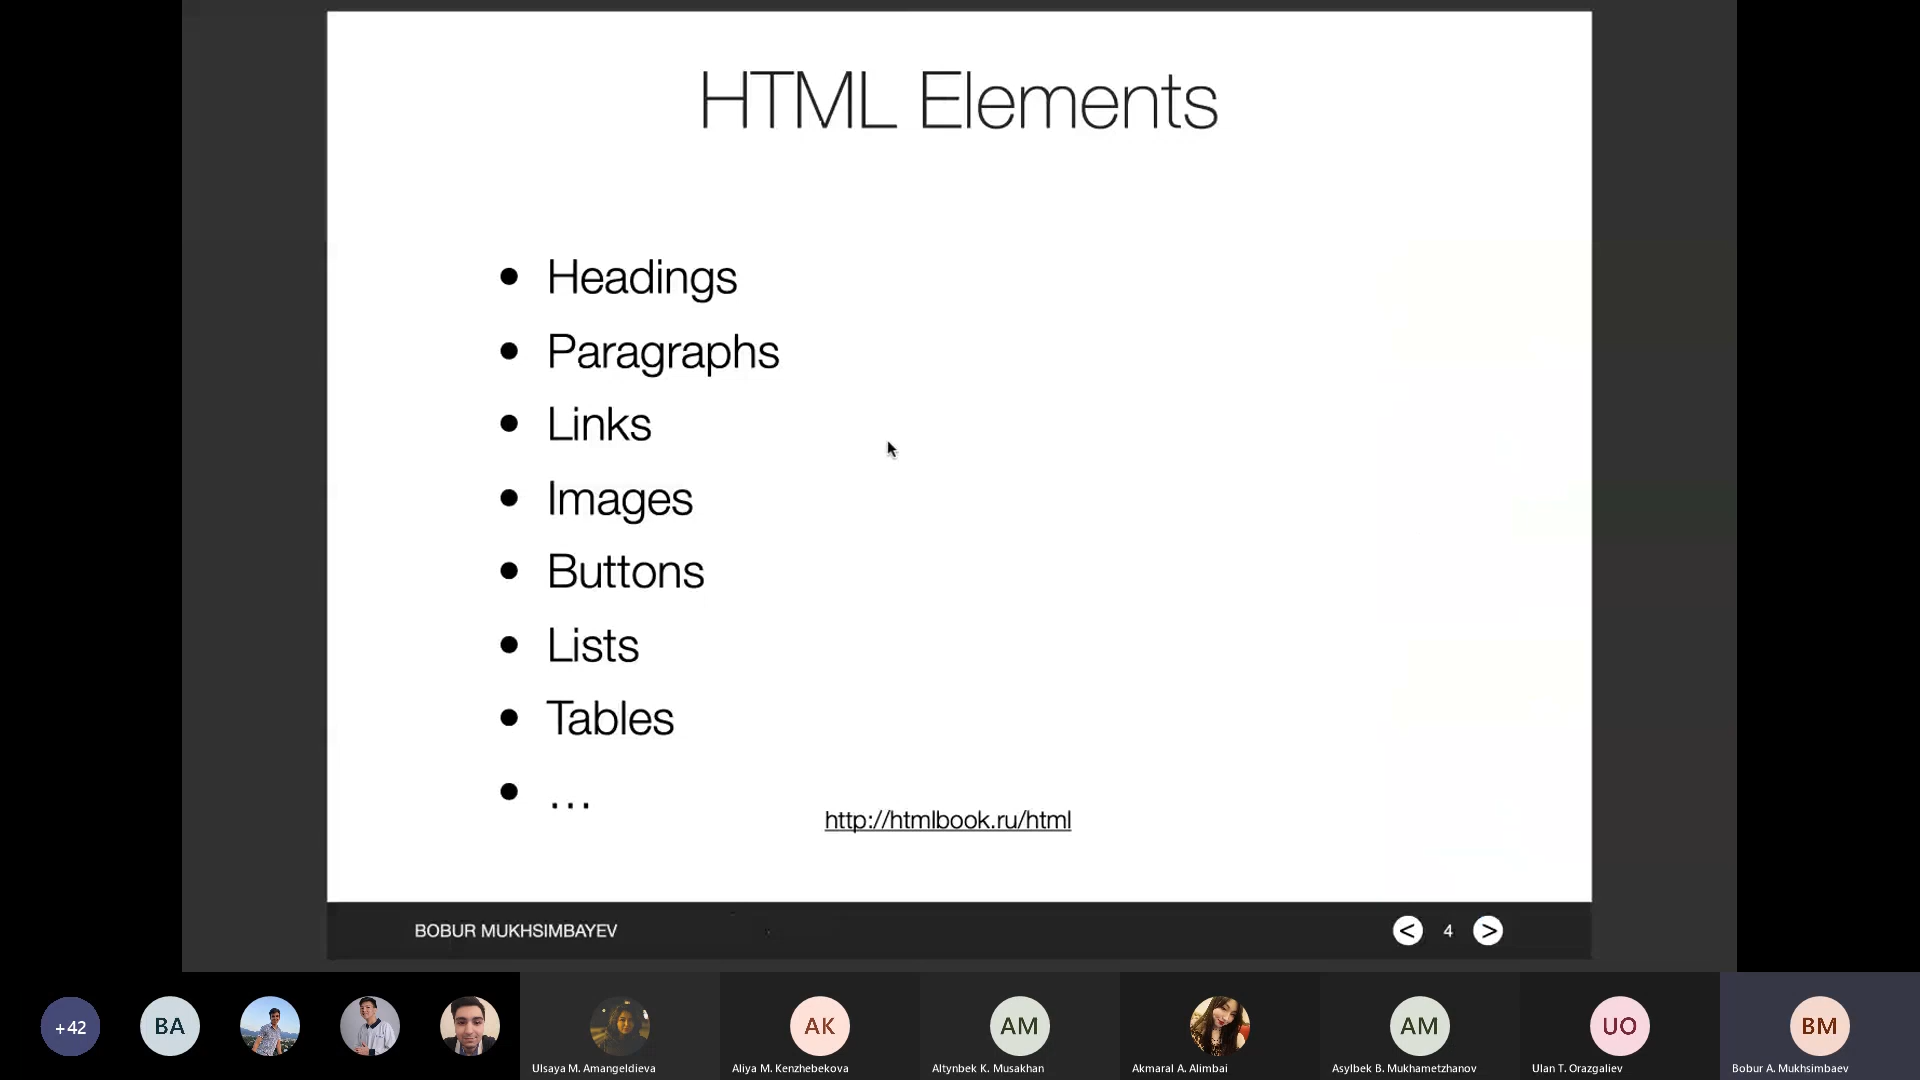 HTML Elements
• Headings
• Paragraphs
• Links
• Images
• Buttons
• Lists
• Tables
• ...
http://htmlbook.ru/html
BOBUR MUKHSIMBAYEV
< 4 >
+42
BA
AK
AM
AM
UO
BM
Ulsaya M. Amangeldieva
Aliya M. Kenzhebekova
Altynbek K. Musakhan
Akmaral A. Alimbai
Asylbek B. Mukhametzhanov
Ulan T. Orazgaliev
Bobur A. Mukhsimbaev